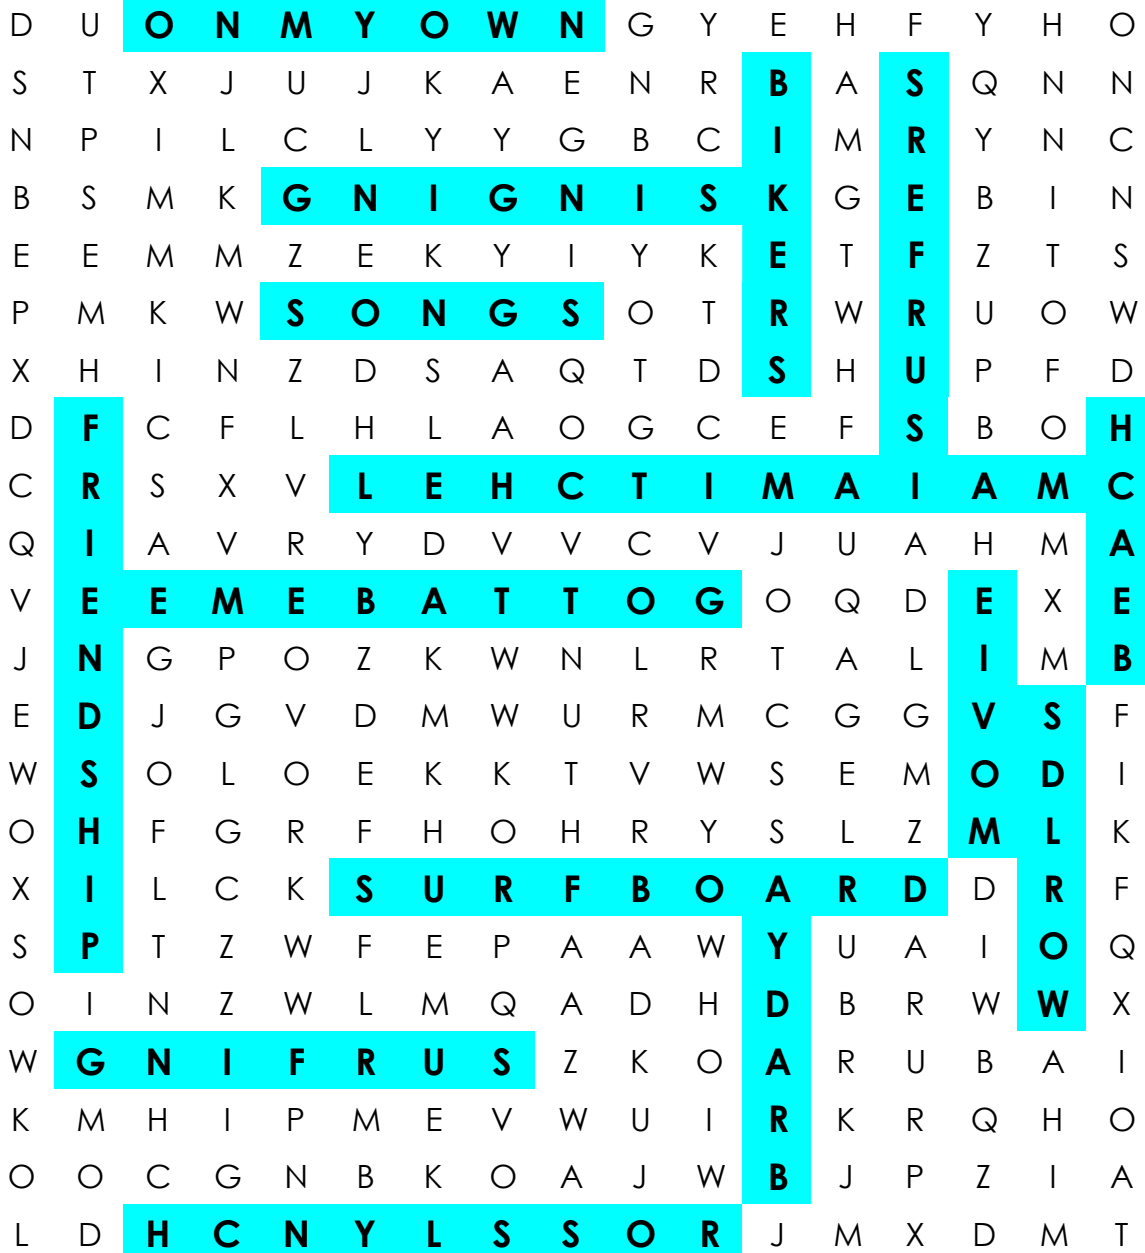 D U O N M Y O W N G Y E H F Y H O
S T X J U J K A E N R B A S Q N N
N P I L C L Y Y G B C I M R Y N C
B S M K G N I G N I S K G E B I N
E E M M Z E K Y I Y K E T F Z T S
P M K W S O N G S O T R W R U O W
X H I N Z D S A Q T D S H U P F D
D F C F L H L A O G C E F S B O H
C R S X V L E H C T I M A I A M C
Q I A V R Y D V V C V J U A H M A
V E E M E B A T T O G O Q D E X E
J N G P O Z K W N L R T A L I M B
E D J G V D M W U R M C G G V S F
W S O L O E K K T V W S E M O D I
O H F G R F H O H R Y S L Z M L K
X I L C K S U R F B O A R D D R F
S P T Z W F E P A A W Y U A I O Q
O I N Z W L M Q A D H D B R W W X
W G N I F R U S Z K O A R U B A I
K M H I P M E V W U I R K R Q H O
O O C G N B K O A J W B J P Z I A
L D H C N Y L S S O R J M X D M T